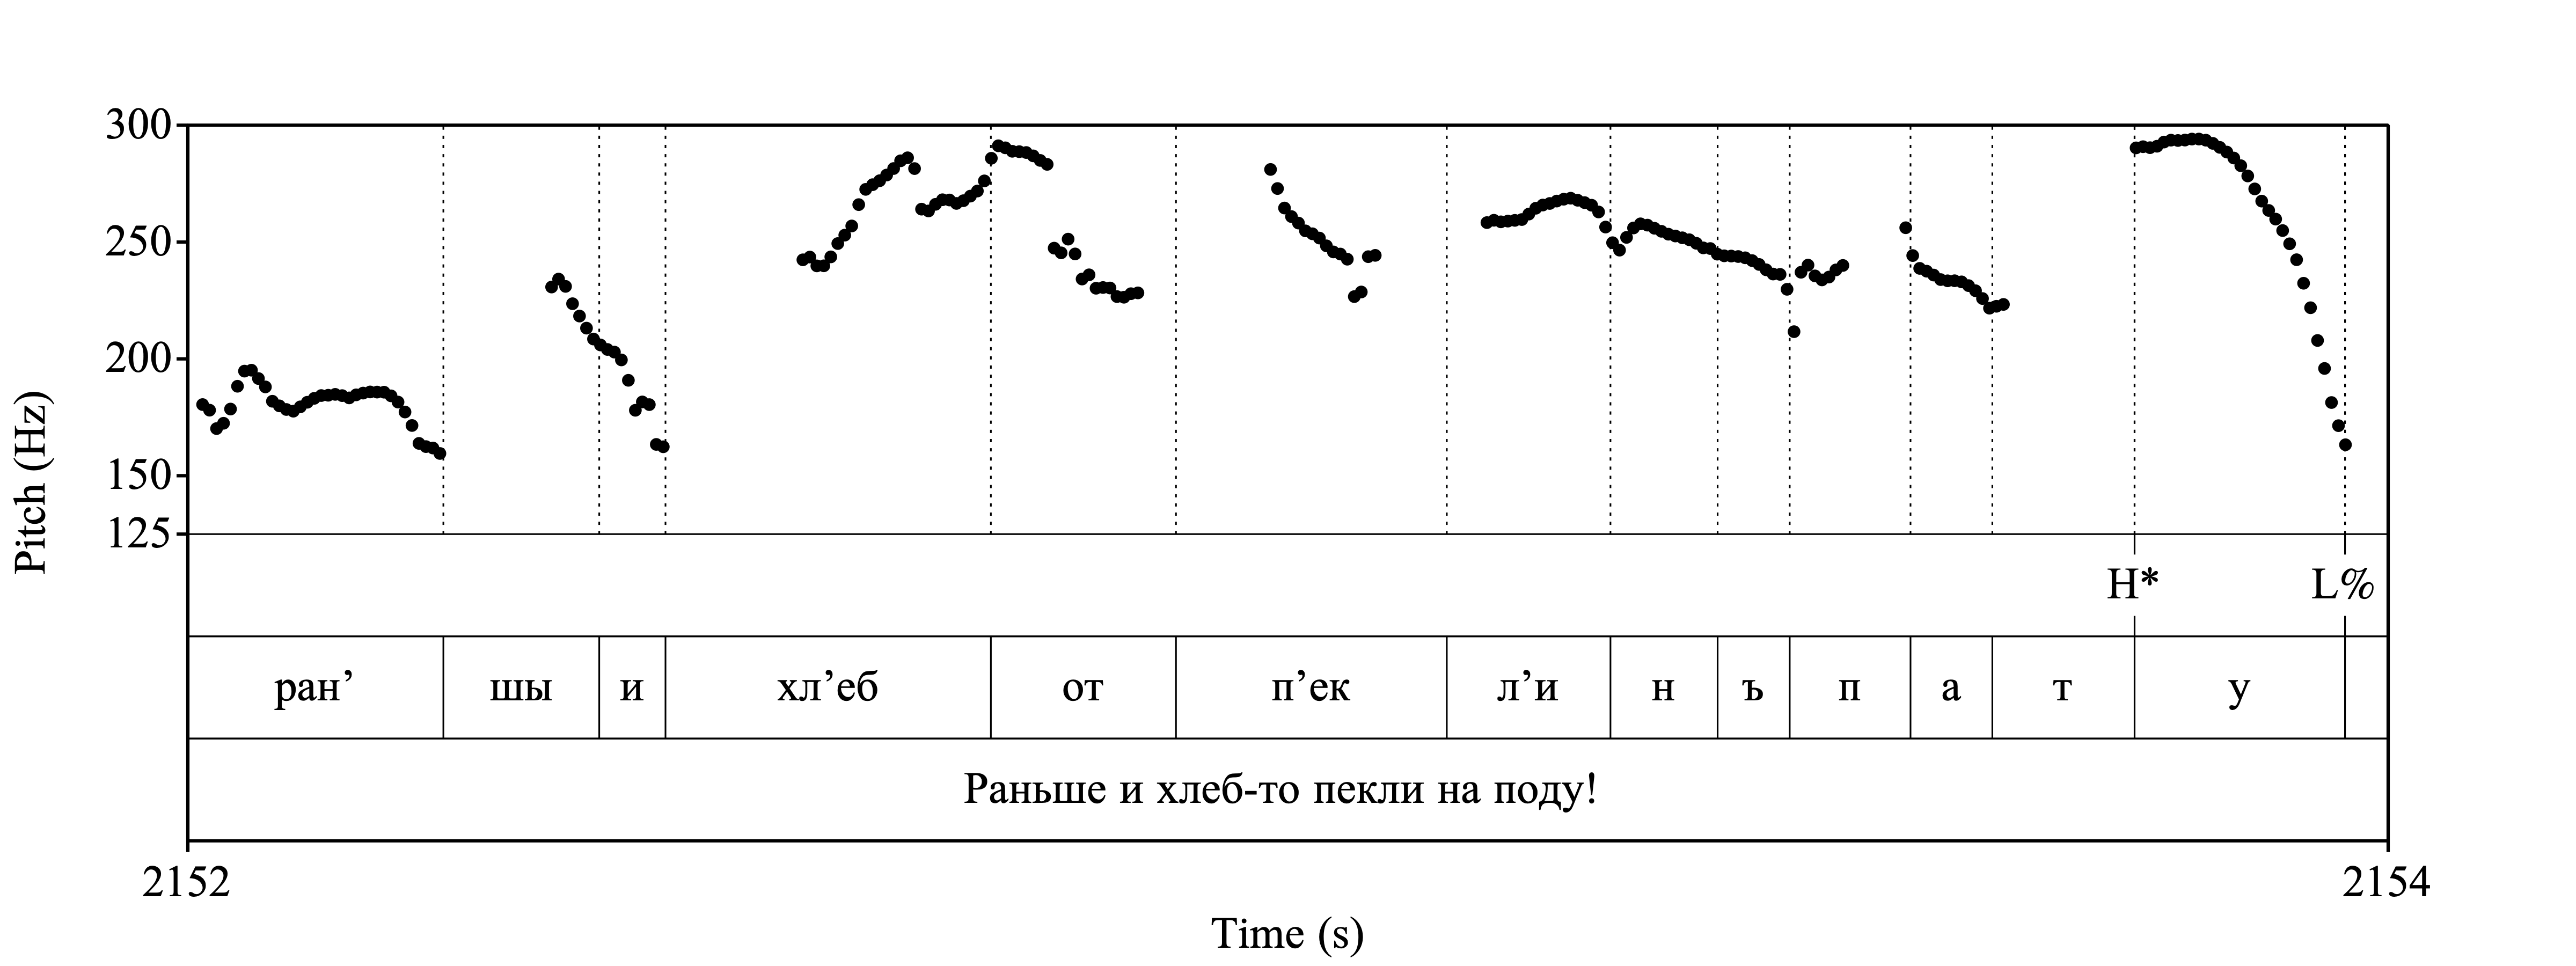 300
250
200
150
125
Pitch (Hz)
H* L%
ран’ шы и хл’еб от п’ек л’и н ъ п а т у
Раньше и хлеб-то пекли на поду!
2152 2154
Time (s)